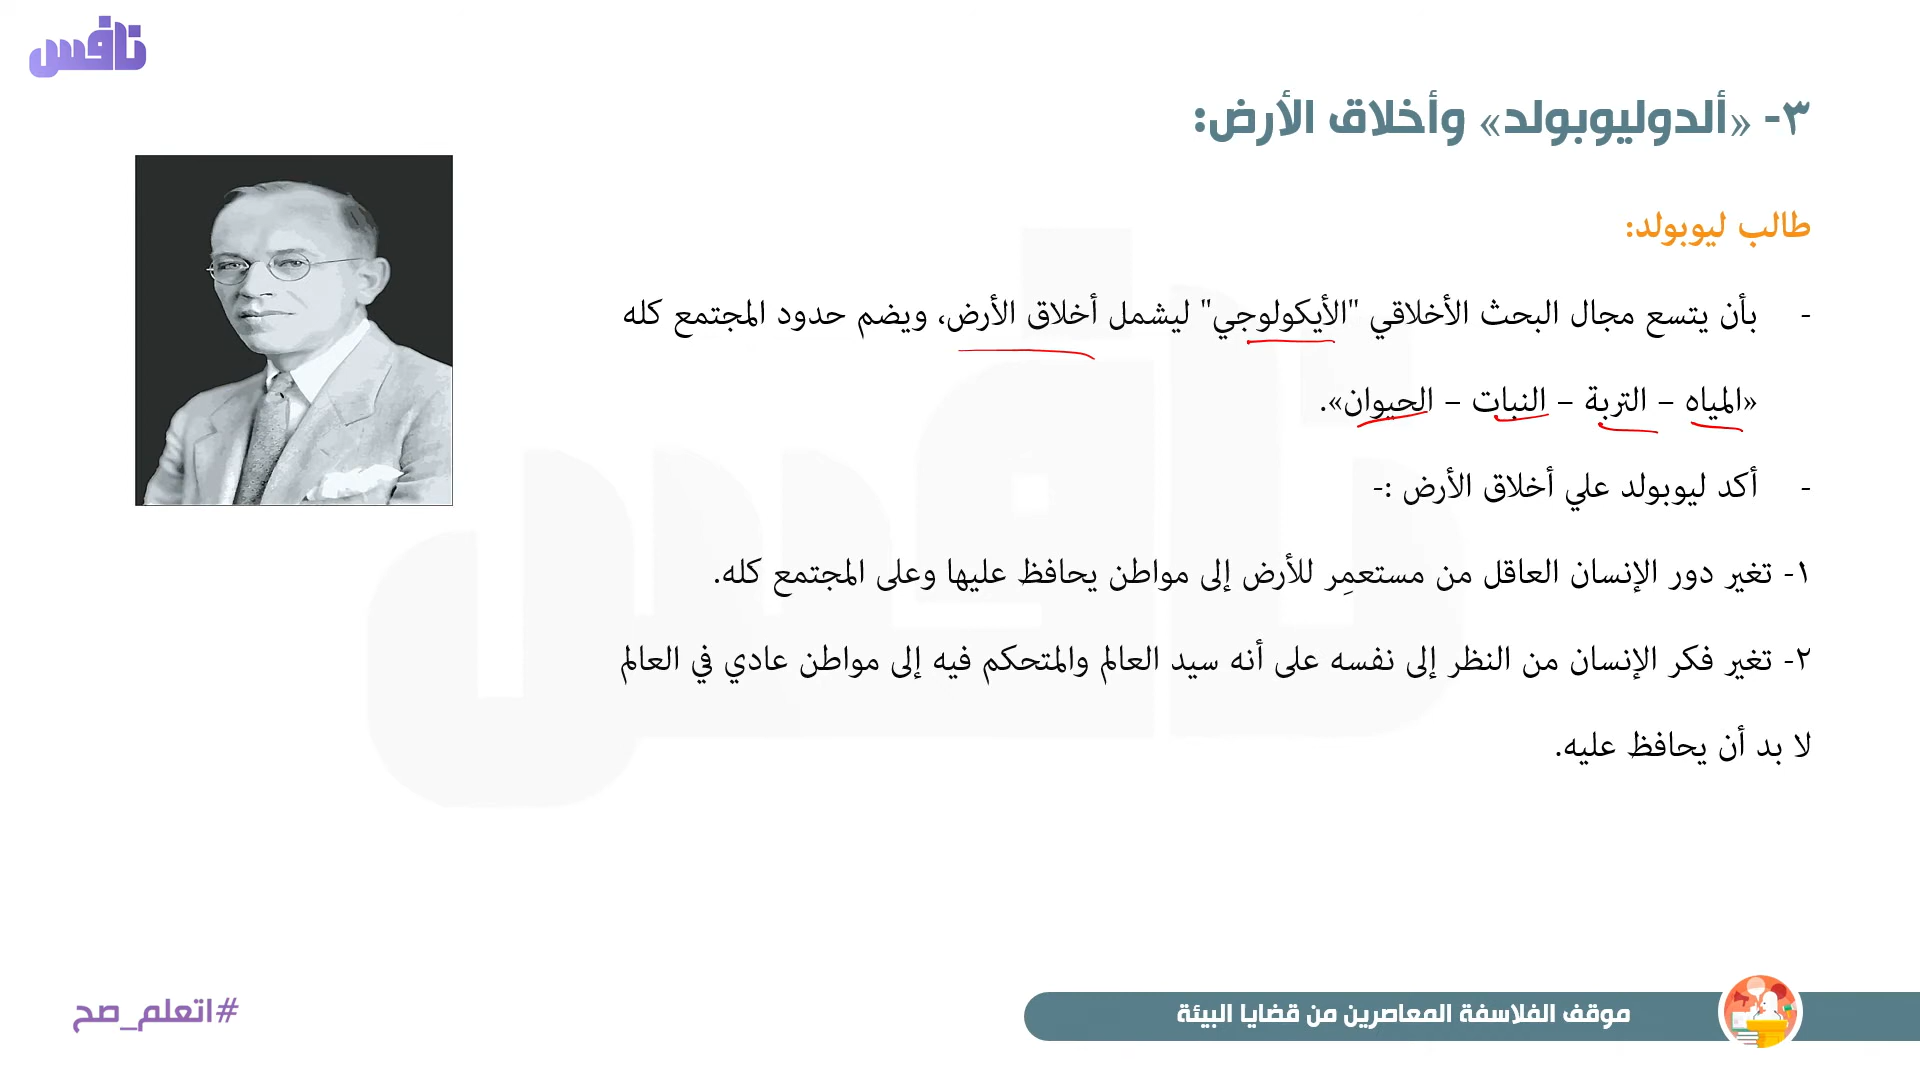 نافس
٣- «ألدوليوبولد» وأخلاق الأرض:
طالب ليوبولد:
- بأن يتسع مجال البحث الأخلاقي "الأيكولوجي" ليشمل أخلاق الأرض، ويضم حدود المجتمع كله
«المياه – التربة – النبات – الحيوان».
- أكد ليوبولد علي أخلاق الأرض :-
١- تغير دور الإنسان العاقل من مستعمِر للأرض إلى مواطن يحافظ عليها وعلى المجتمع كله.
٢- تغير فكر الإنسان من النظر إلى نفسه على أنه سيد العالم والمتحكم فيه إلى مواطن عادي في العالم
لا بد أن يحافظ عليه.
موقف الفلاسفة المعاصرين من قضايا البيئة
#اتعلم_صح